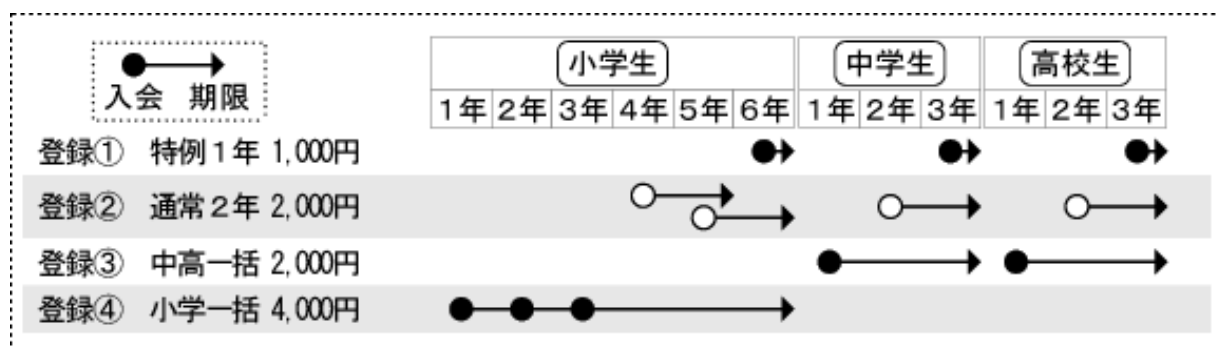 小学生 中学生 高校生
入会 期限
1年 2年 3年 4年 5年 6年 1年 2年 3年 1年 2年 3年
登録① 特例1年 1,000円
登録② 通常2年 2,000円
登録③ 中高一括 2,000円
登録④ 小学一括 4,000円